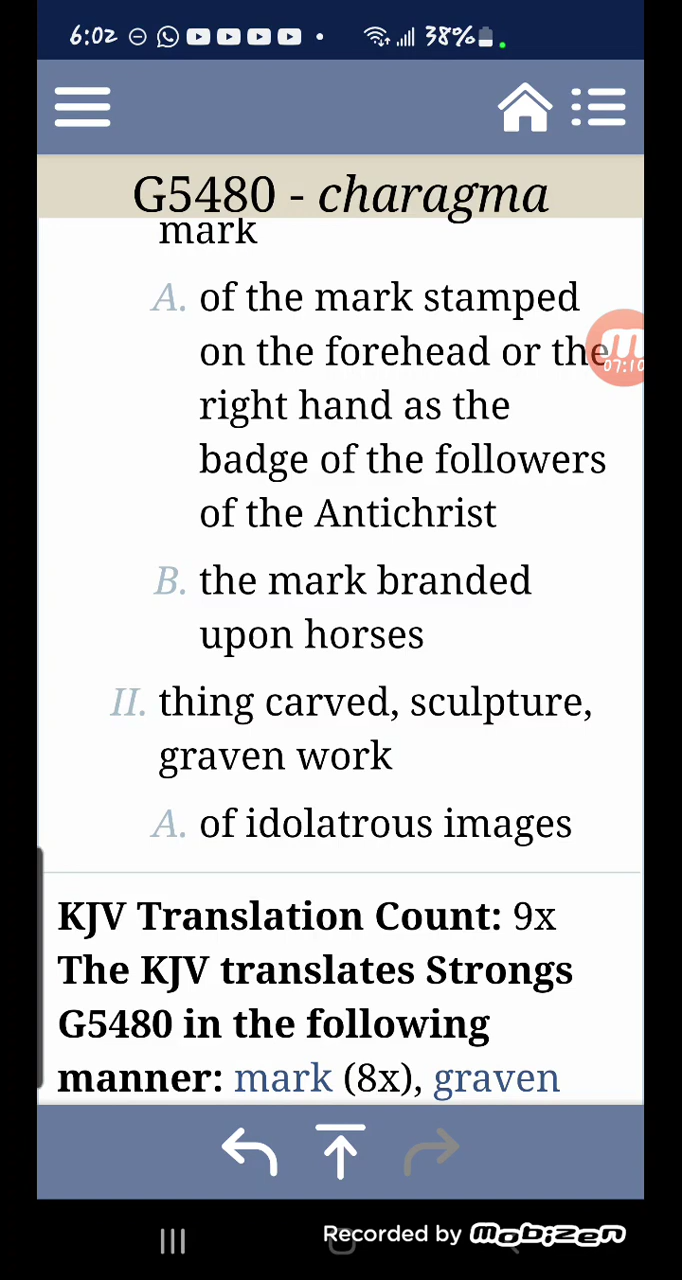 6:02 38%
G5480 - charagma
mark
A. of the mark stamped
on the forehead or the
right hand as the
badge of the followers
of the Antichrist
07:10
B. the mark branded
upon horses
II. thing carved, sculpture,
graven work
A. of idolatrous images
KJV Translation Count: 9x
The KJV translates Strongs
G5480 in the following
manner: mark (8x), graven
Recorded by mobizen